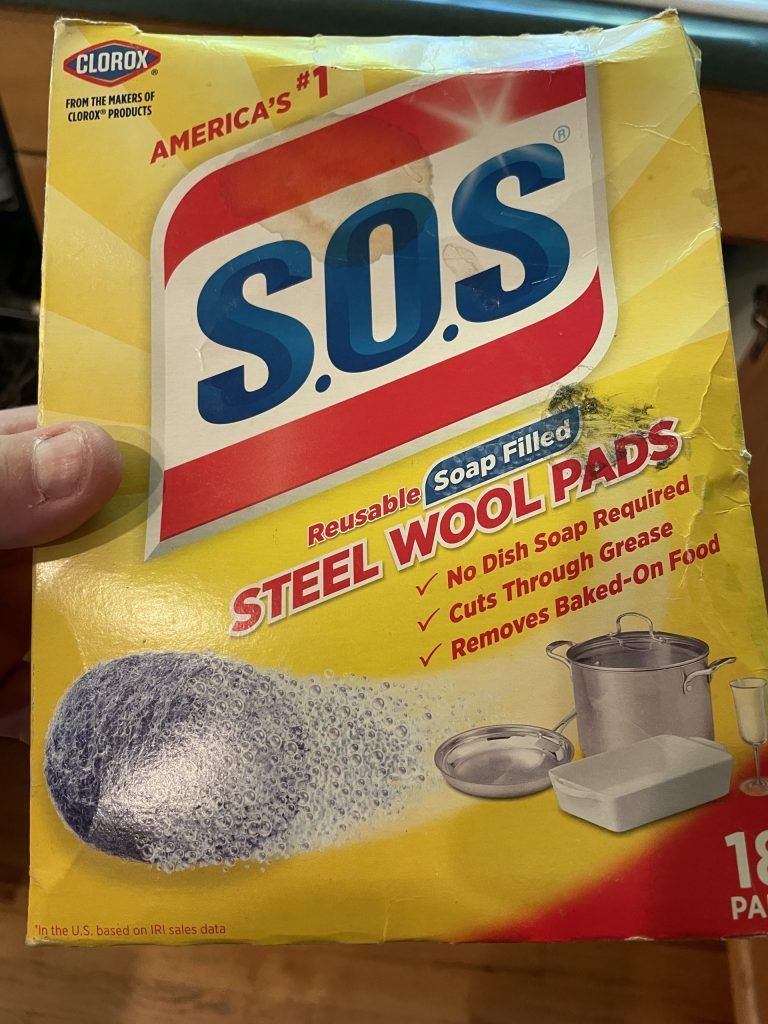 CLOROX®
FROM THE MAKERS OF
CLOROX® PRODUCTS
AMERICA'S #1*
S.O.S®
Reusable Soap Filled
STEEL WOOL PADS
✓ No Dish Soap Required
✓ Cuts Through Grease
✓ Removes Baked-On Food
*In the U.S. based on IRI sales data